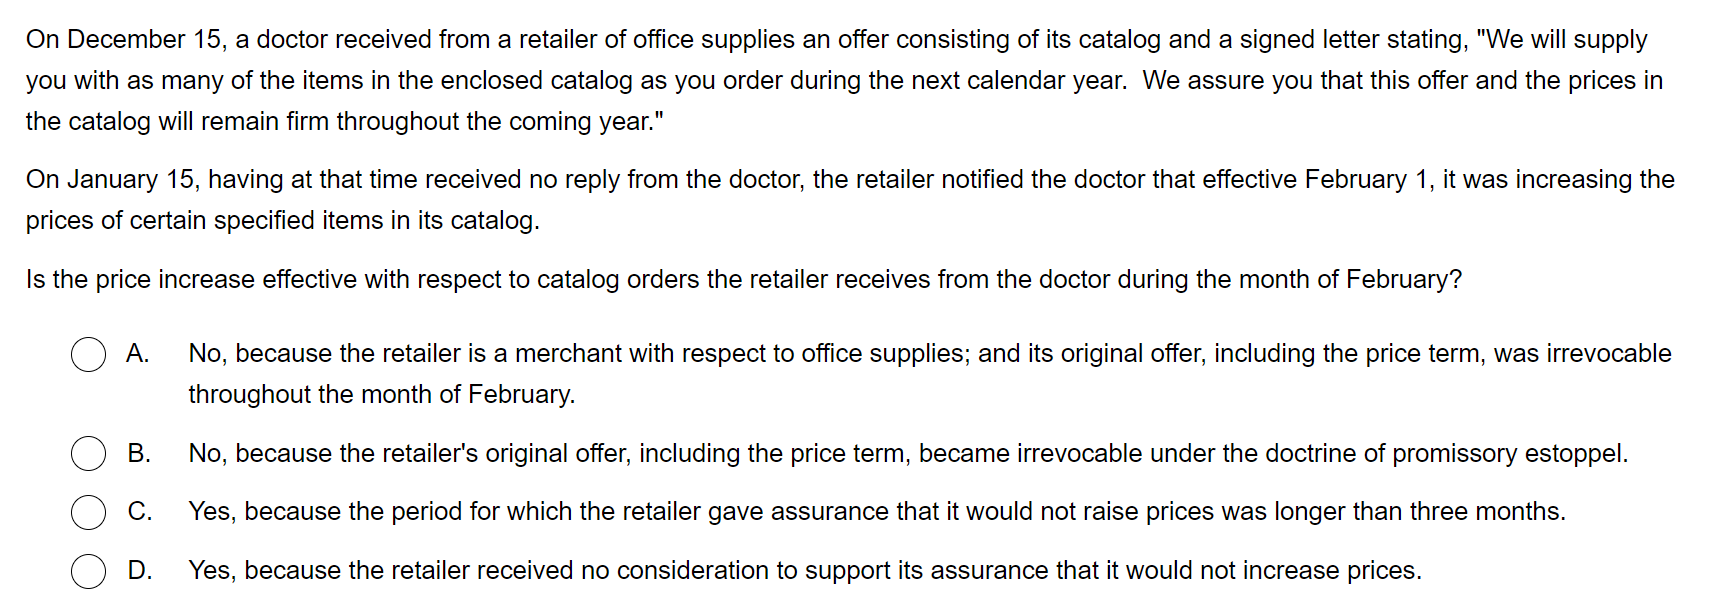 On December 15, a doctor received from a retailer of office supplies an offer consisting of its catalog and a signed letter stating, "We will supply
you with as many of the items in the enclosed catalog as you order during the next calendar year.  We assure you that this offer and the prices in
the catalog will remain firm throughout the coming year."
On January 15, having at that time received no reply from the doctor, the retailer notified the doctor that effective February 1, it was increasing the
prices of certain specified items in its catalog.
Is the price increase effective with respect to catalog orders the retailer receives from the doctor during the month of February?
A. No, because the retailer is a merchant with respect to office supplies; and its original offer, including the price term, was irrevocable
throughout the month of February.
B. No, because the retailer's original offer, including the price term, became irrevocable under the doctrine of promissory estoppel.
C. Yes, because the period for which the retailer gave assurance that it would not raise prices was longer than three months.
D. Yes, because the retailer received no consideration to support its assurance that it would not increase prices.